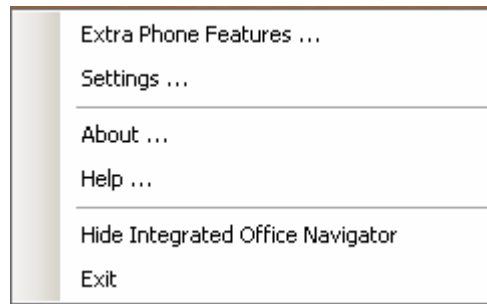 Extra Phone Features ...
Settings ...
About ...
Help ...
Hide Integrated Office Navigator
Exit